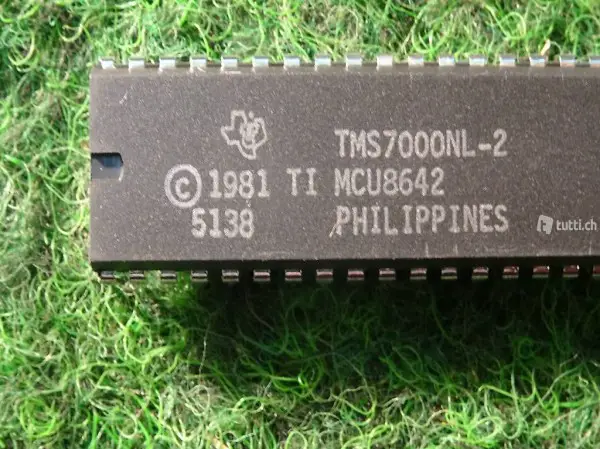 TMS7000NL-2
© 1981 TI MCU8642
5138 PHILIPPINES
tutti.ch